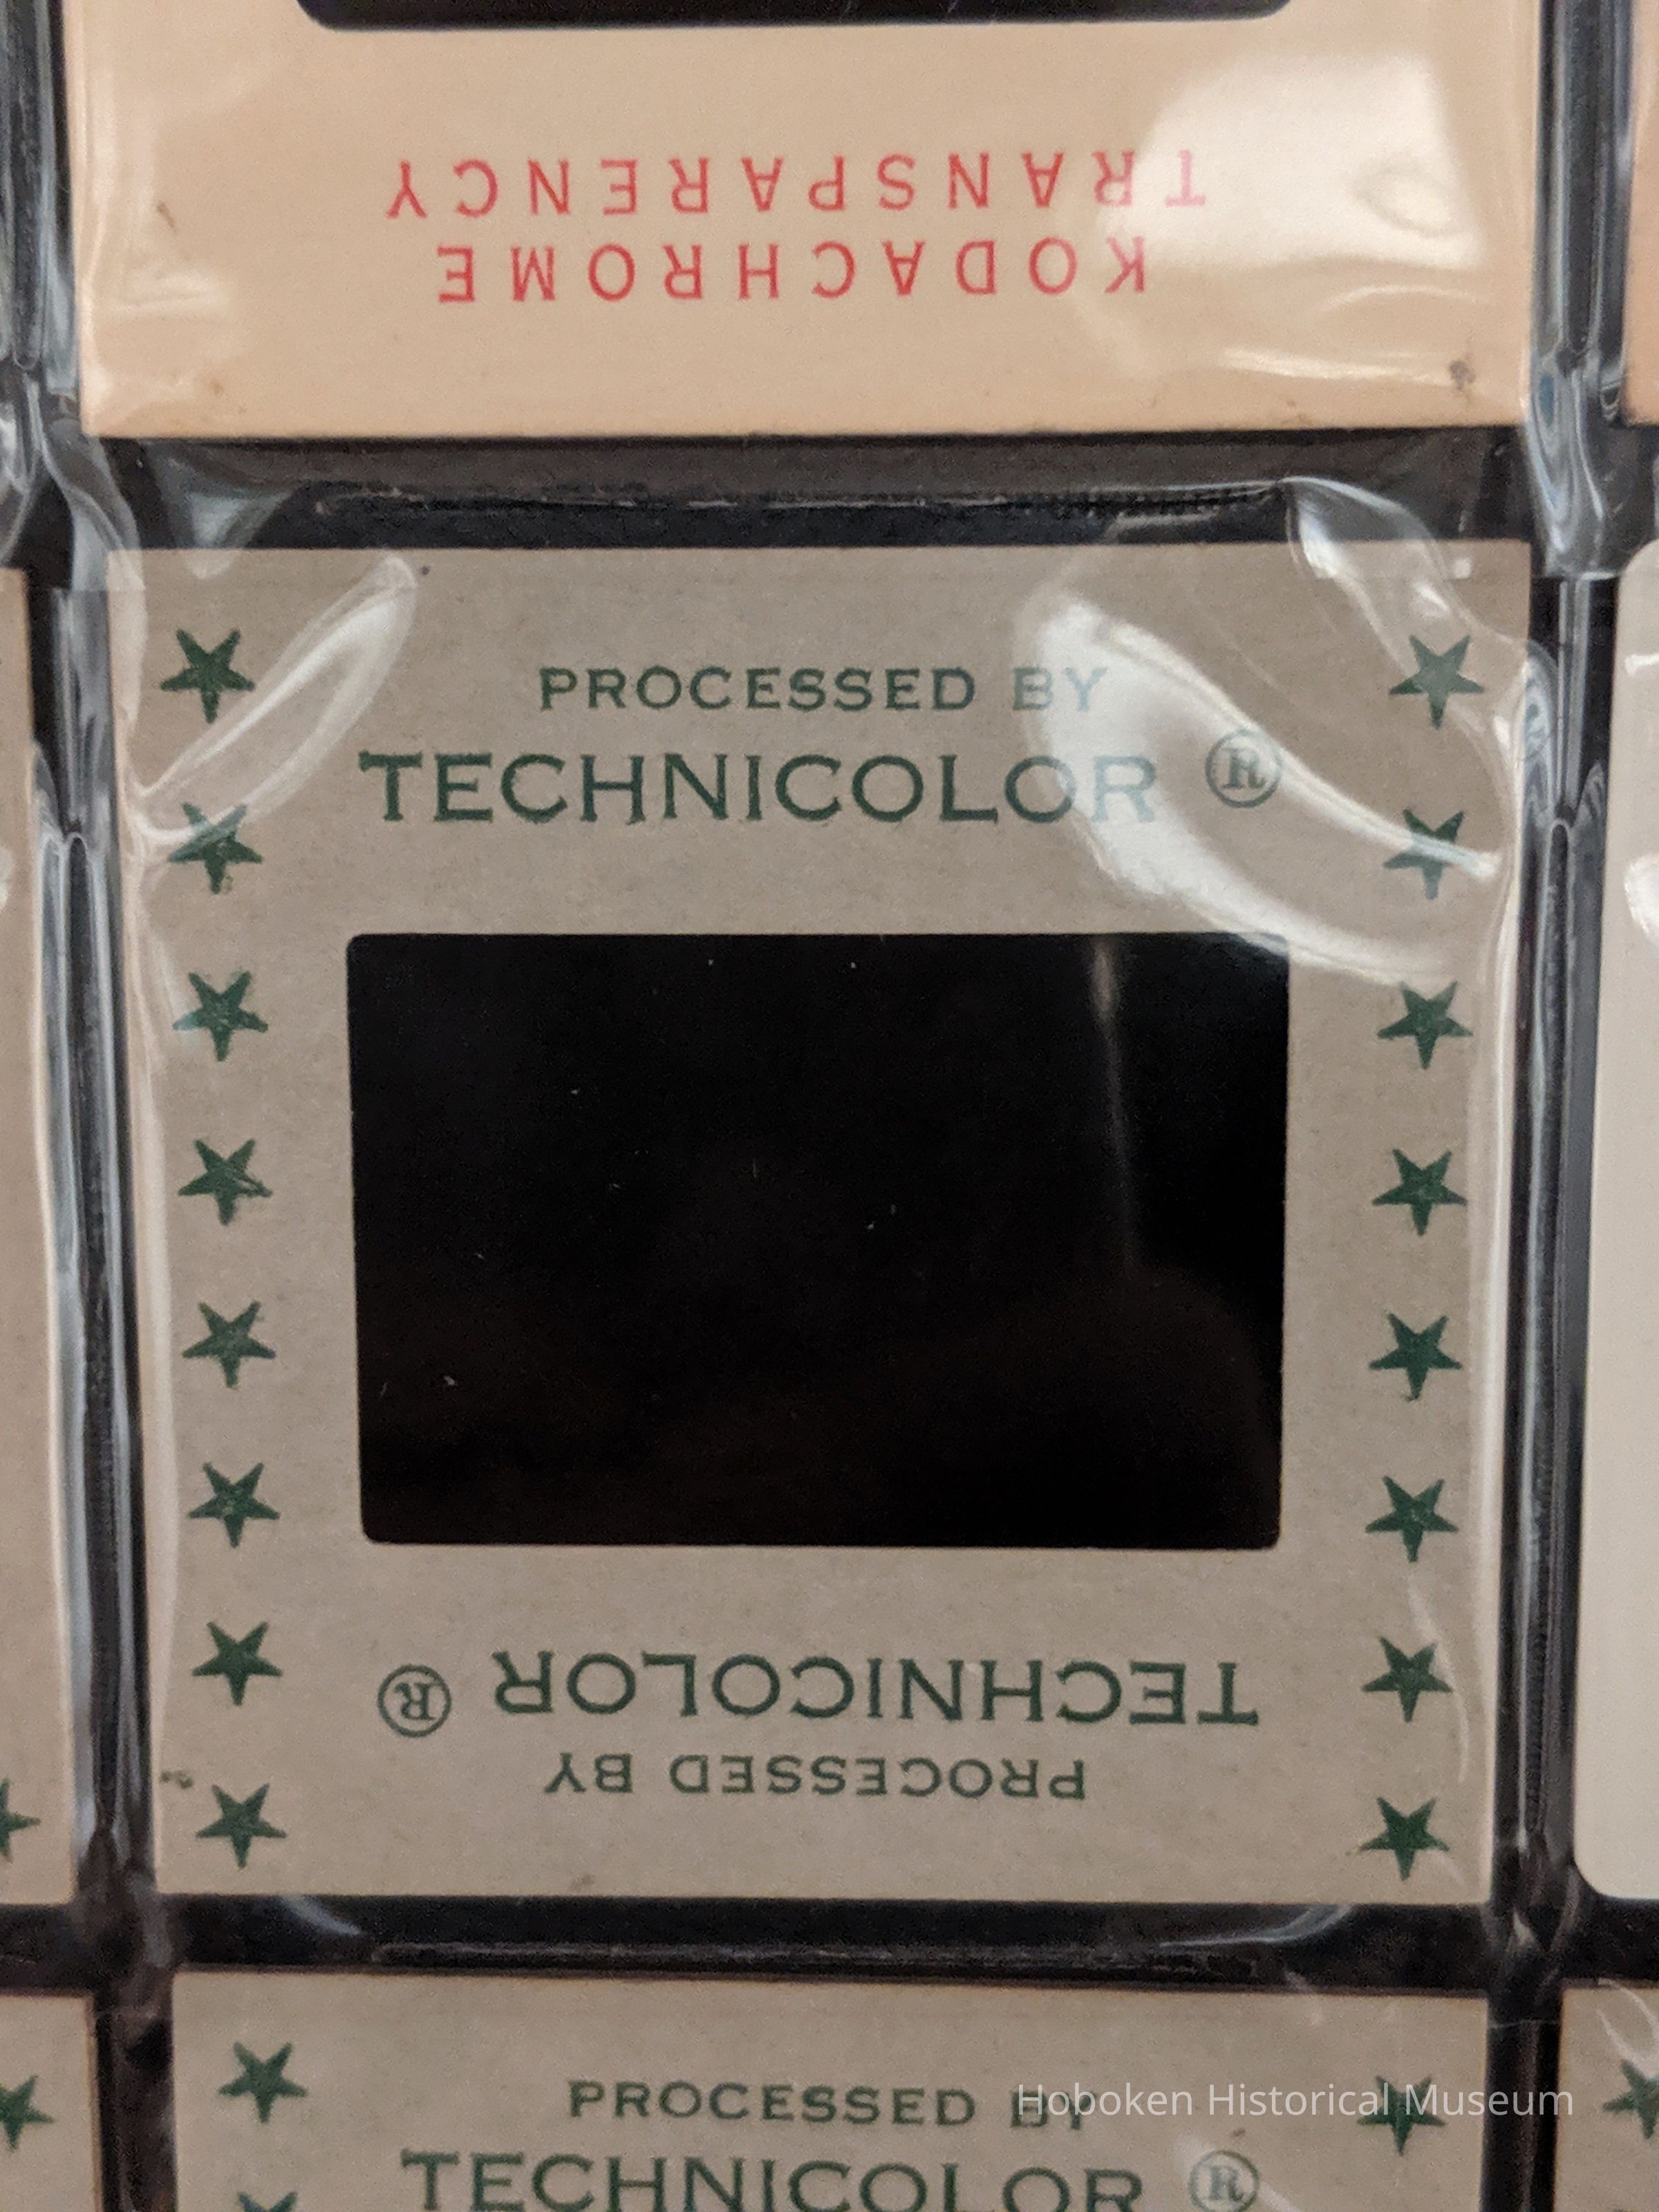 KODACHROME
TRANSPARENCY
PROCESSED BY
TECHNICOLOR ®
PROCESSED BY
TECHNICOLOR ®
PROCESSED BY
TECHNICOLOR ®
Hoboken Historical Museum